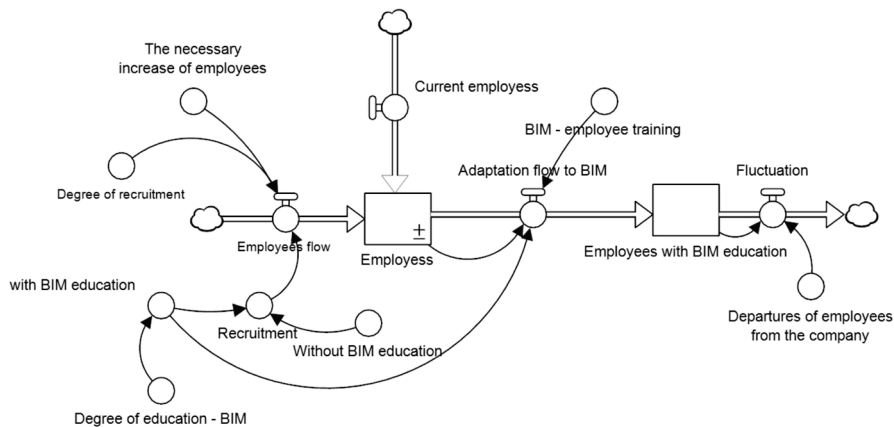 The necessary
increase of employees
Current employess
BIM - employee training
Degree of recruitment
Adaptation flow to BIM
Fluctuation
±
Employees flow
Employess
Employees with BIM education
with BIM education
Recruitment
Without BIM education
Departures of employees
from the company
Degree of education - BIM